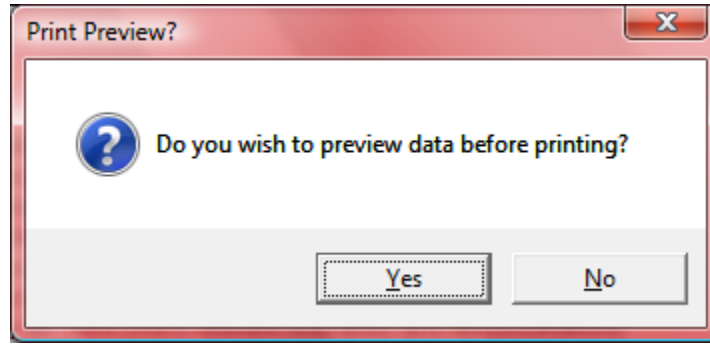 Print Preview?
Do you wish to preview data before printing?
Yes
No